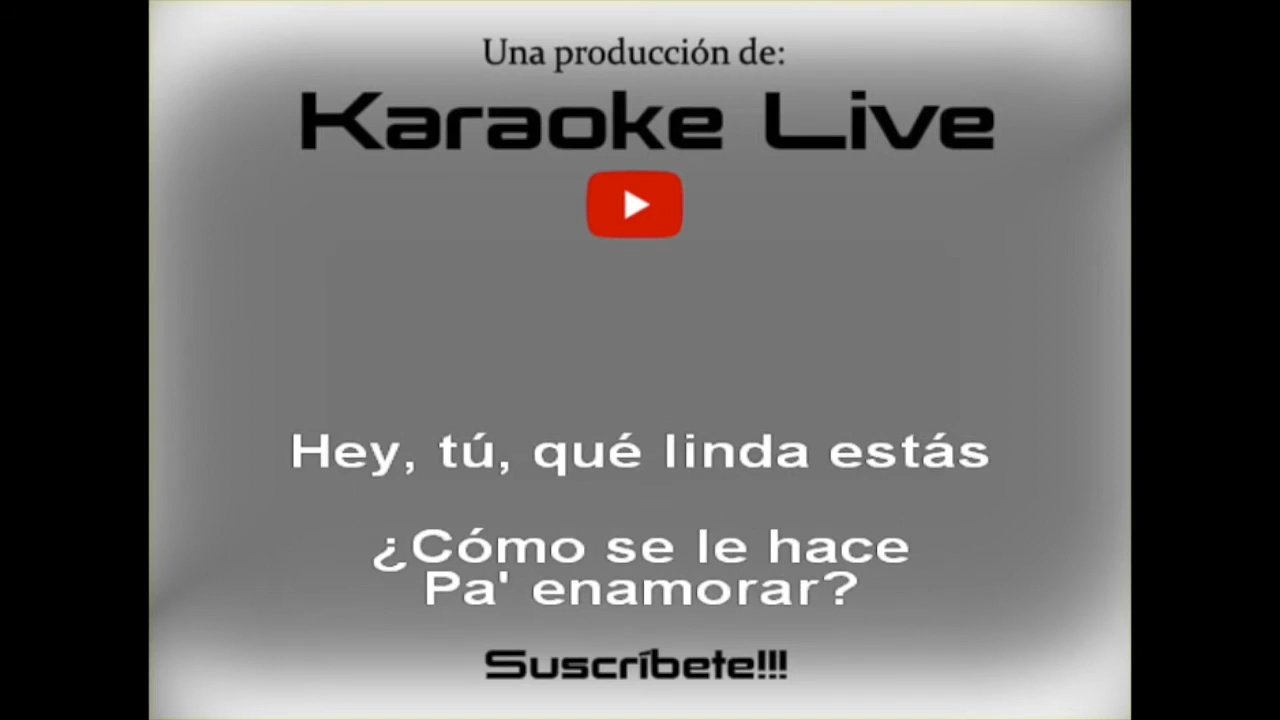 Una producción de:
Karaoke Live
Hey, tú, qué linda estás
¿Cómo se le hace
Pa' enamorar?
Suscríbete!!!